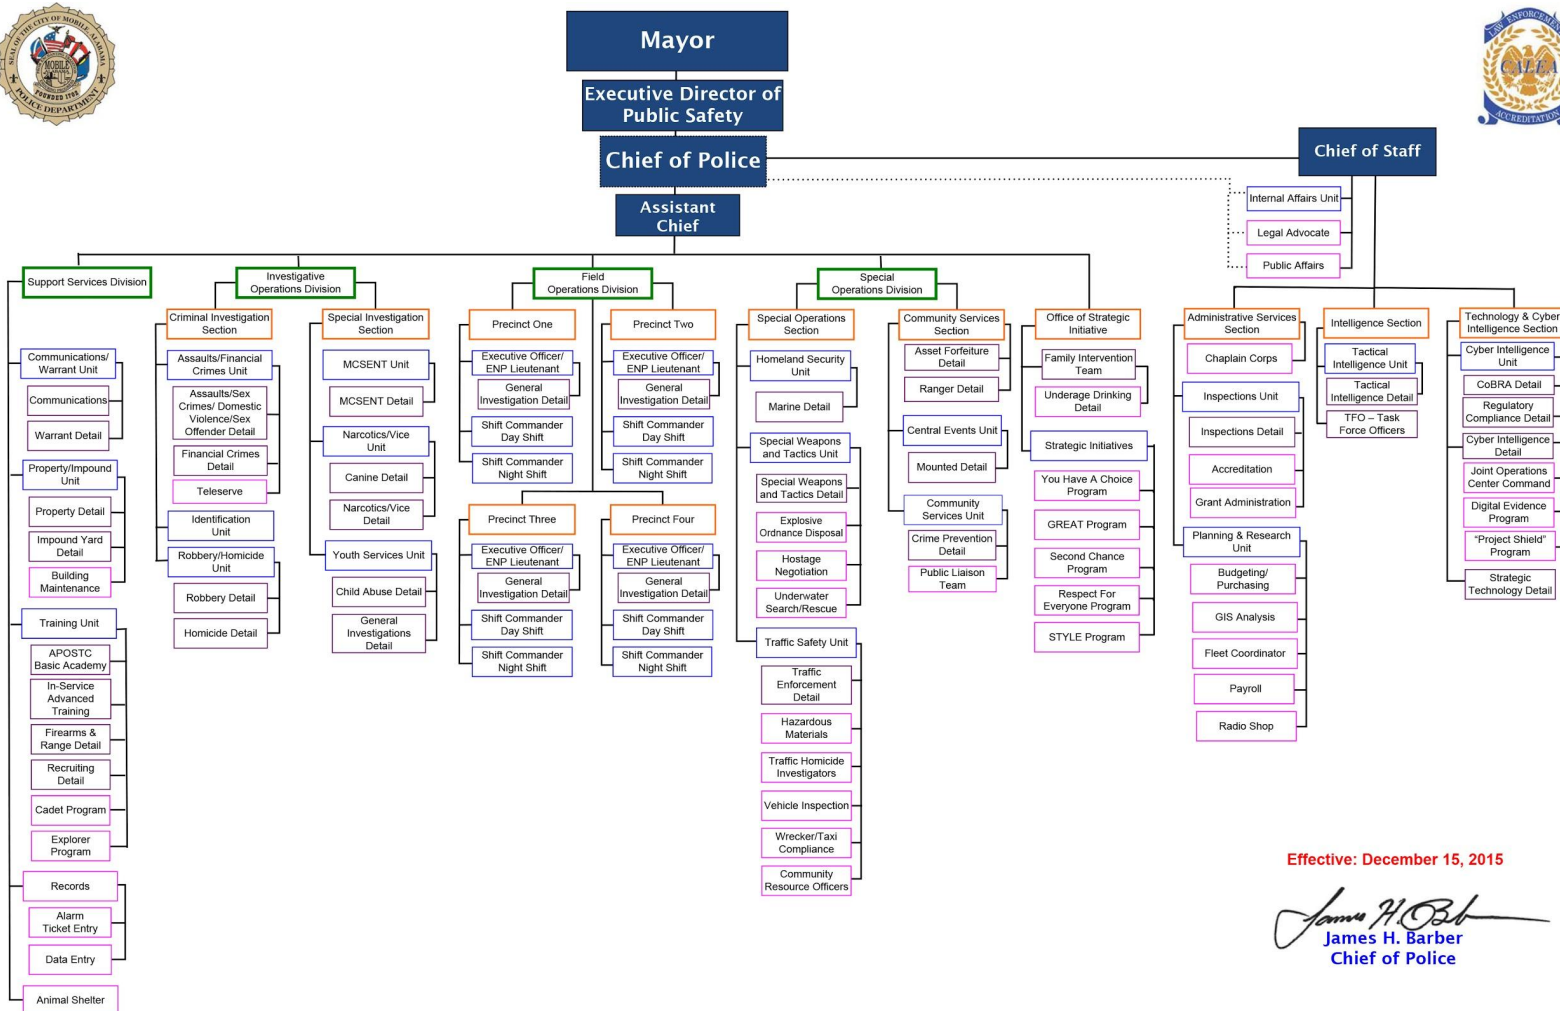 SEAL OF THE CITY OF MOBILE, ALABAMA
MOBILE
FOUNDED 1702
POLICE DEPARTMENT
LAW ENFORCEMENT
CALEA
ACCREDITATION
Mayor
Executive Director of
Public Safety
Chief of Police
Chief of Staff
Assistant
Chief
Internal Affairs Unit
Legal Advocate
Public Affairs
Support Services Division
Communications/
Warrant Unit
Communications
Warrant Detail
Property/Impound
Unit
Property Detail
Impound Yard
Detail
Building
Maintenance
Training Unit
APOSTC
Basic Academy
In-Service
Advanced
Training
Firearms &
Range Detail
Recruiting
Detail
Cadet Program
Explorer
Program
Records
Alarm
Ticket Entry
Data Entry
Animal Shelter
Investigative
Operations Division
Criminal Investigation
Section
Assaults/Financial
Crimes Unit
Assaults/Sex
Crimes/ Domestic
Violence/Sex
Offender Detail
Financial Crimes
Detail
Teleserve
Identification
Unit
Robbery/Homicide
Unit
Robbery Detail
Homicide Detail
Special Investigation
Section
MCSENT Unit
MCSENT Detail
Narcotics/Vice
Unit
Canine Detail
Narcotics/Vice
Detail
Youth Services Unit
Child Abuse Detail
General
Investigations
Detail
Field
Operations Division
Precinct One
Executive Officer/
ENP Lieutenant
General
Investigation Detail
Shift Commander
Day Shift
Shift Commander
Night Shift
Precinct Two
Executive Officer/
ENP Lieutenant
General
Investigation Detail
Shift Commander
Day Shift
Shift Commander
Night Shift
Precinct Three
Executive Officer/
ENP Lieutenant
General
Investigation Detail
Shift Commander
Day Shift
Shift Commander
Night Shift
Precinct Four
Executive Officer/
ENP Lieutenant
General
Investigation Detail
Shift Commander
Day Shift
Shift Commander
Night Shift
Special
Operations Division
Special Operations
Section
Homeland Security
Unit
Marine Detail
Special Weapons
and Tactics Unit
Special Weapons
and Tactics Detail
Explosive
Ordnance Disposal
Hostage
Negotiation
Underwater
Search/Rescue
Traffic Safety Unit
Traffic
Enforcement
Detail
Hazardous
Materials
Traffic Homicide
Investigators
Vehicle Inspection
Wrecker/Taxi
Compliance
Community
Resource Officers
Community Services
Section
Asset Forfeiture
Detail
Ranger Detail
Central Events Unit
Mounted Detail
Community
Services Unit
Crime Prevention
Detail
Public Liaison
Team
Office of Strategic
Initiative
Family Intervention
Team
Underage Drinking
Detail
Strategic Initiatives
You Have A Choice
Program
GREAT Program
Second Chance
Program
Respect For
Everyone Program
STYLE Program
Administrative Services
Section
Chaplain Corps
Inspections Unit
Inspections Detail
Accreditation
Grant Administration
Planning & Research
Unit
Budgeting/
Purchasing
GIS Analysis
Fleet Coordinator
Payroll
Radio Shop
Intelligence Section
Tactical
Intelligence Unit
Tactical
Intelligence Detail
TFO – Task
Force Officers
Technology & Cyber
Intelligence Section
Cyber Intelligence
Unit
CoBRA Detail
Regulatory
Compliance Detail
Cyber Intelligence
Detail
Joint Operations
Center Command
Digital Evidence
Program
“Project Shield”
Program
Strategic
Technology Detail
Effective: December 15, 2015
James H. Barber
Chief of Police